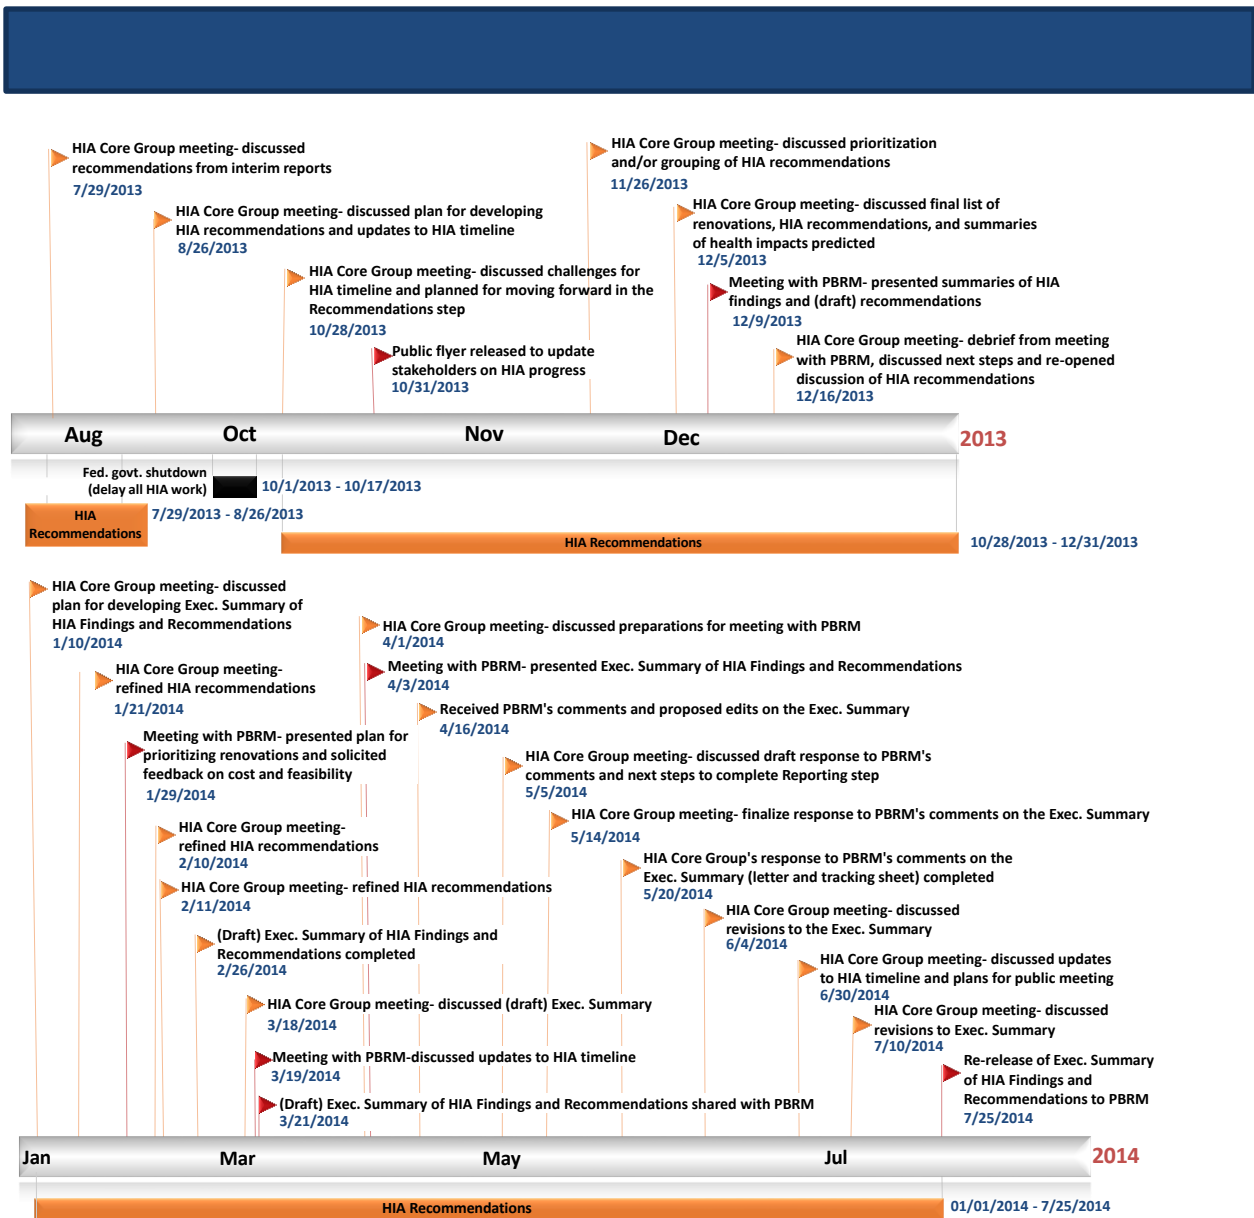 HIA Core Group meeting- discussed
recommendations from interim reports
7/29/2013
HIA Core Group meeting- discussed plan for developing
HIA recommendations and updates to HIA timeline
8/26/2013
HIA Core Group meeting- discussed challenges for
HIA timeline and planned for moving forward in the
Recommendations step
10/28/2013
Public flyer released to update
stakeholders on HIA progress
10/31/2013
HIA Core Group meeting- discussed prioritization
and/or grouping of HIA recommendations
11/26/2013
HIA Core Group meeting- discussed final list of
renovations, HIA recommendations, and summaries
of health impacts predicted
12/5/2013
Meeting with PBRM- presented summaries of HIA
findings and (draft) recommendations
12/9/2013
HIA Core Group meeting- debrief from meeting
with PBRM, discussed next steps and re-opened
discussion of HIA recommendations
12/16/2013
Aug Oct Nov Dec 2013
Fed. govt. shutdown
(delay all HIA work)
10/1/2013 - 10/17/2013
HIA
Recommendations
7/29/2013 - 8/26/2013
HIA Recommendations
10/28/2013 - 12/31/2013
HIA Core Group meeting- discussed
plan for developing Exec. Summary of
HIA Findings and Recommendations
1/10/2014
HIA Core Group meeting-
refined HIA recommendations
1/21/2014
Meeting with PBRM- presented plan for
prioritizing renovations and solicited
feedback on cost and feasibility
1/29/2014
HIA Core Group meeting-
refined HIA recommendations
2/10/2014
HIA Core Group meeting- refined HIA recommendations
2/11/2014
(Draft) Exec. Summary of HIA Findings and
Recommendations completed
2/26/2014
HIA Core Group meeting- discussed (draft) Exec. Summary
3/18/2014
Meeting with PBRM-discussed updates to HIA timeline
3/19/2014
(Draft) Exec. Summary of HIA Findings and Recommendations shared with PBRM
3/21/2014
HIA Core Group meeting- discussed preparations for meeting with PBRM
4/1/2014
Meeting with PBRM- presented Exec. Summary of HIA Findings and Recommendations
4/3/2014
Received PBRM's comments and proposed edits on the Exec. Summary
4/16/2014
HIA Core Group meeting- discussed draft response to PBRM's
comments and next steps to complete Reporting step
5/5/2014
HIA Core Group meeting- finalize response to PBRM's comments on the Exec. Summary
5/14/2014
HIA Core Group's response to PBRM's comments on the
Exec. Summary (letter and tracking sheet) completed
5/20/2014
HIA Core Group meeting- discussed
revisions to the Exec. Summary
6/4/2014
HIA Core Group meeting- discussed updates
to HIA timeline and plans for public meeting
6/30/2014
HIA Core Group meeting- discussed
revisions to Exec. Summary
7/10/2014
Re-release of Exec. Summary
of HIA Findings and
Recommendations to PBRM
7/25/2014
Jan Mar May Jul 2014
HIA Recommendations
01/01/2014 - 7/25/2014